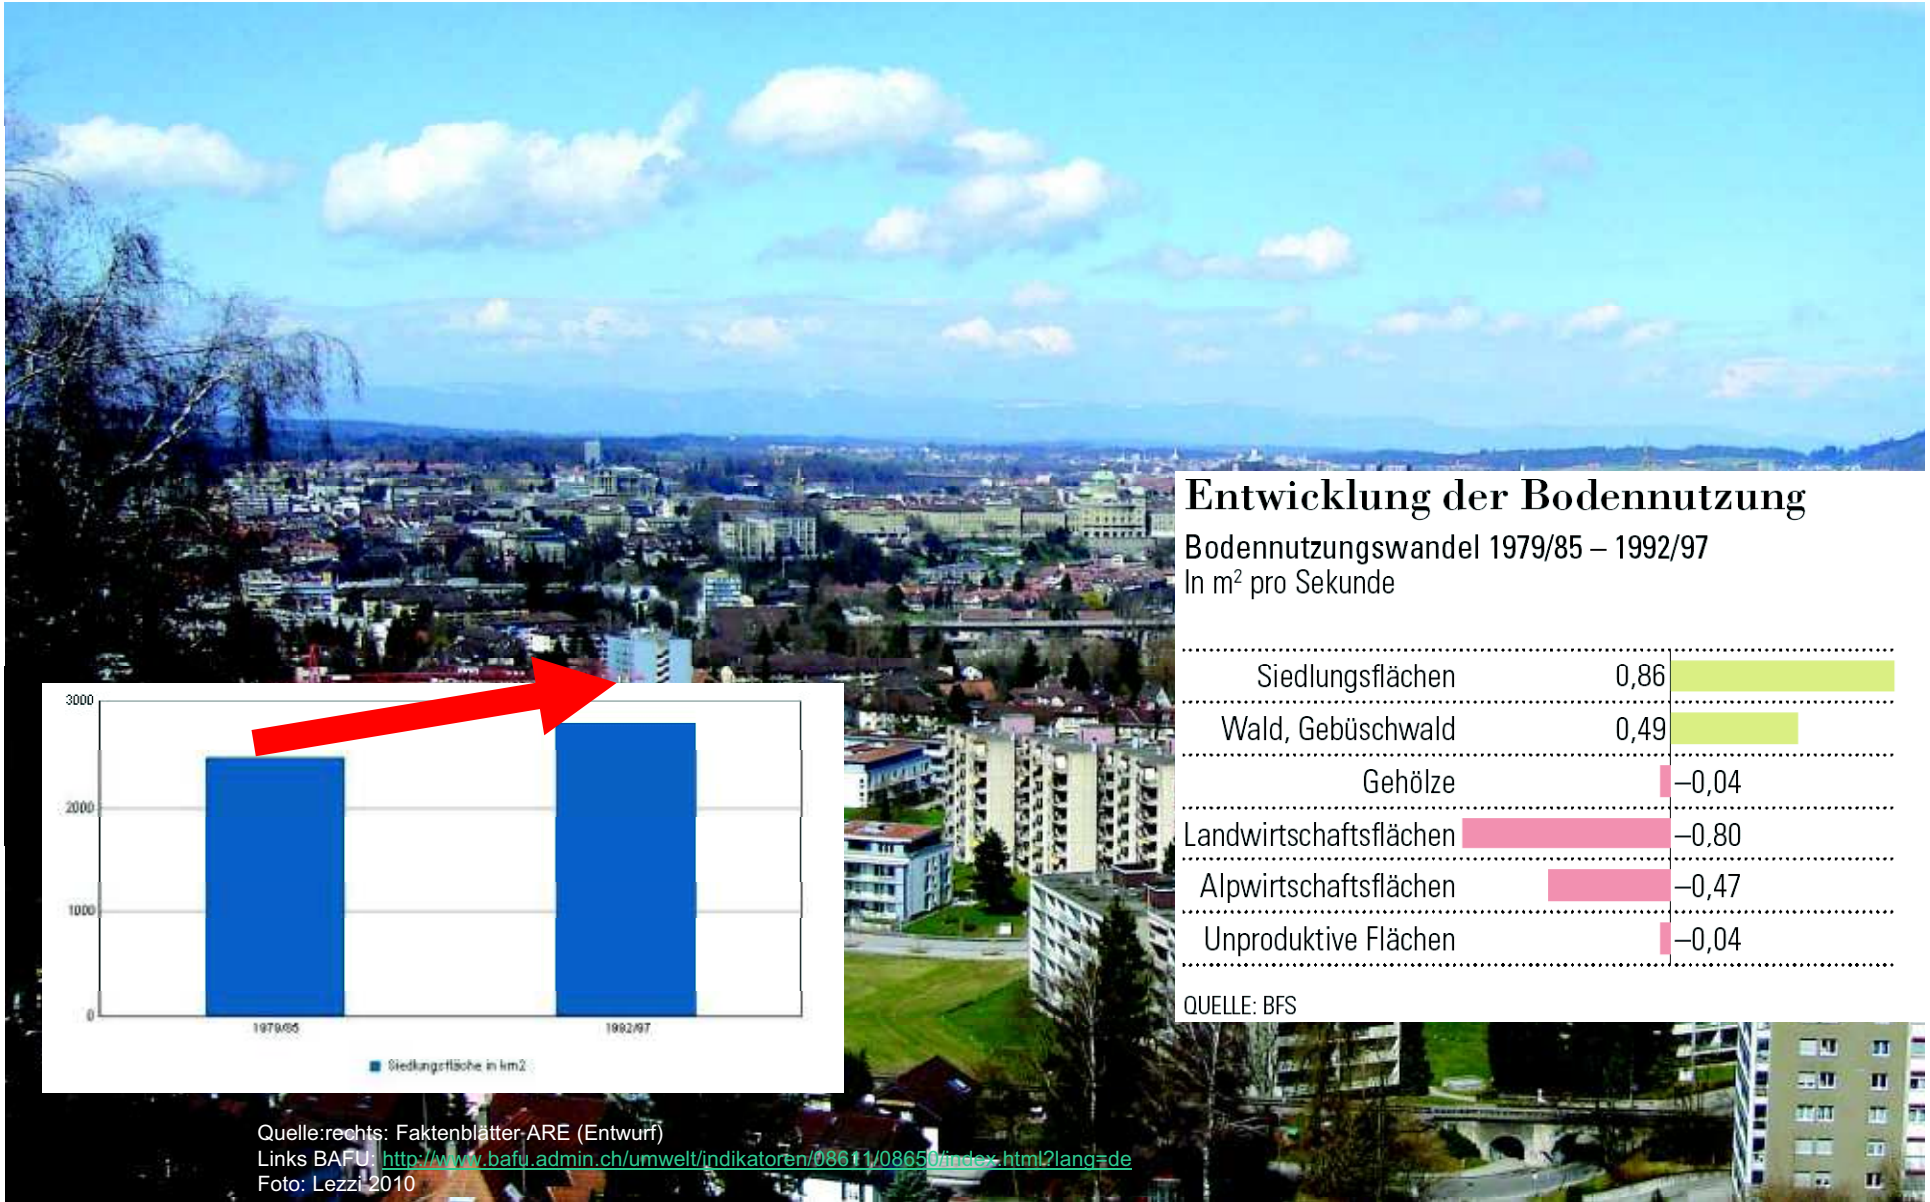 Entwicklung der Bodennutzung
Bodennutzungswandel 1979/85 – 1992/97
In m² pro Sekunde
Siedlungsflächen 0,86
Wald, Gebüschwald 0,49
Gehölze –0,04
Landwirtschaftsflächen –0,80
Alpwirtschaftsflächen –0,47
Unproduktive Flächen –0,04
QUELLE: BFS
3000
2000
1000
0
1979/85 1992/97
Siedlungsfläche in km2
Quelle:rechts: Faktenblätter ARE (Entwurf)
Links BAFU: http://www.bafu.admin.ch/umwelt/indikatoren/08611/08650/index.html?lang=de
Foto: Lezzi 2010